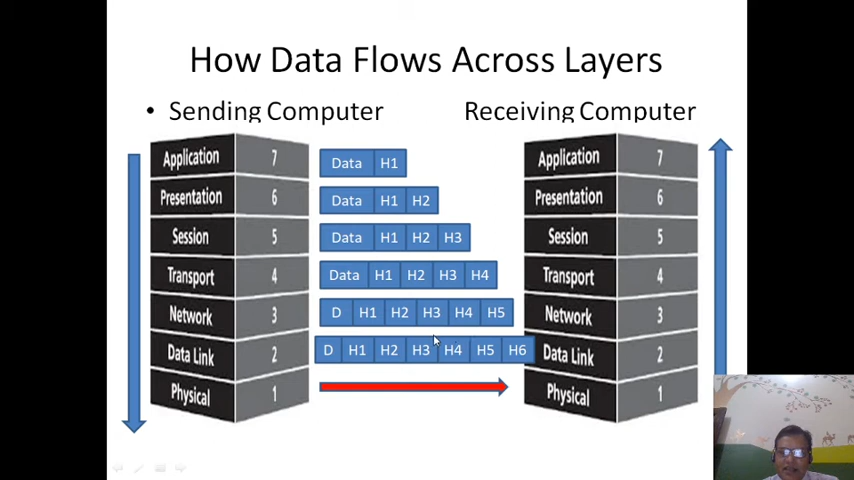 How Data Flows Across Layers
• Sending Computer
Receiving Computer
Application 7
Data H1
Application 7
Presentation 6
Data H1 H2
Presentation 6
Session 5
Data H1 H2 H3
Session 5
Transport 4
Data H1 H2 H3 H4
Transport 4
Network 3
D H1 H2 H3 H4 H5
Network 3
Data Link 2
D H1 H2 H3 H4 H5 H6
Data Link 2
Physical 1
Physical 1